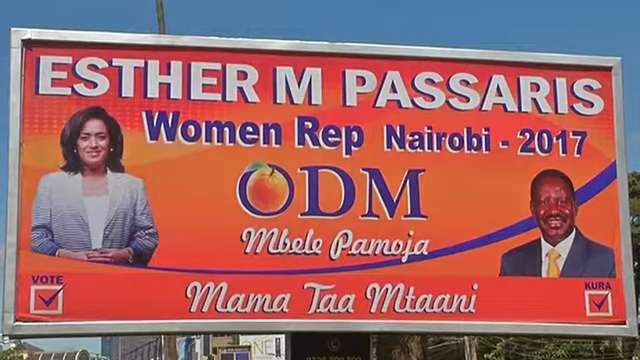 ESTHER M PASSARIS
Women Rep Nairobi - 2017
ODM
Mbele Pamoja
VOTE
KURA
Mama Taa Mtaani